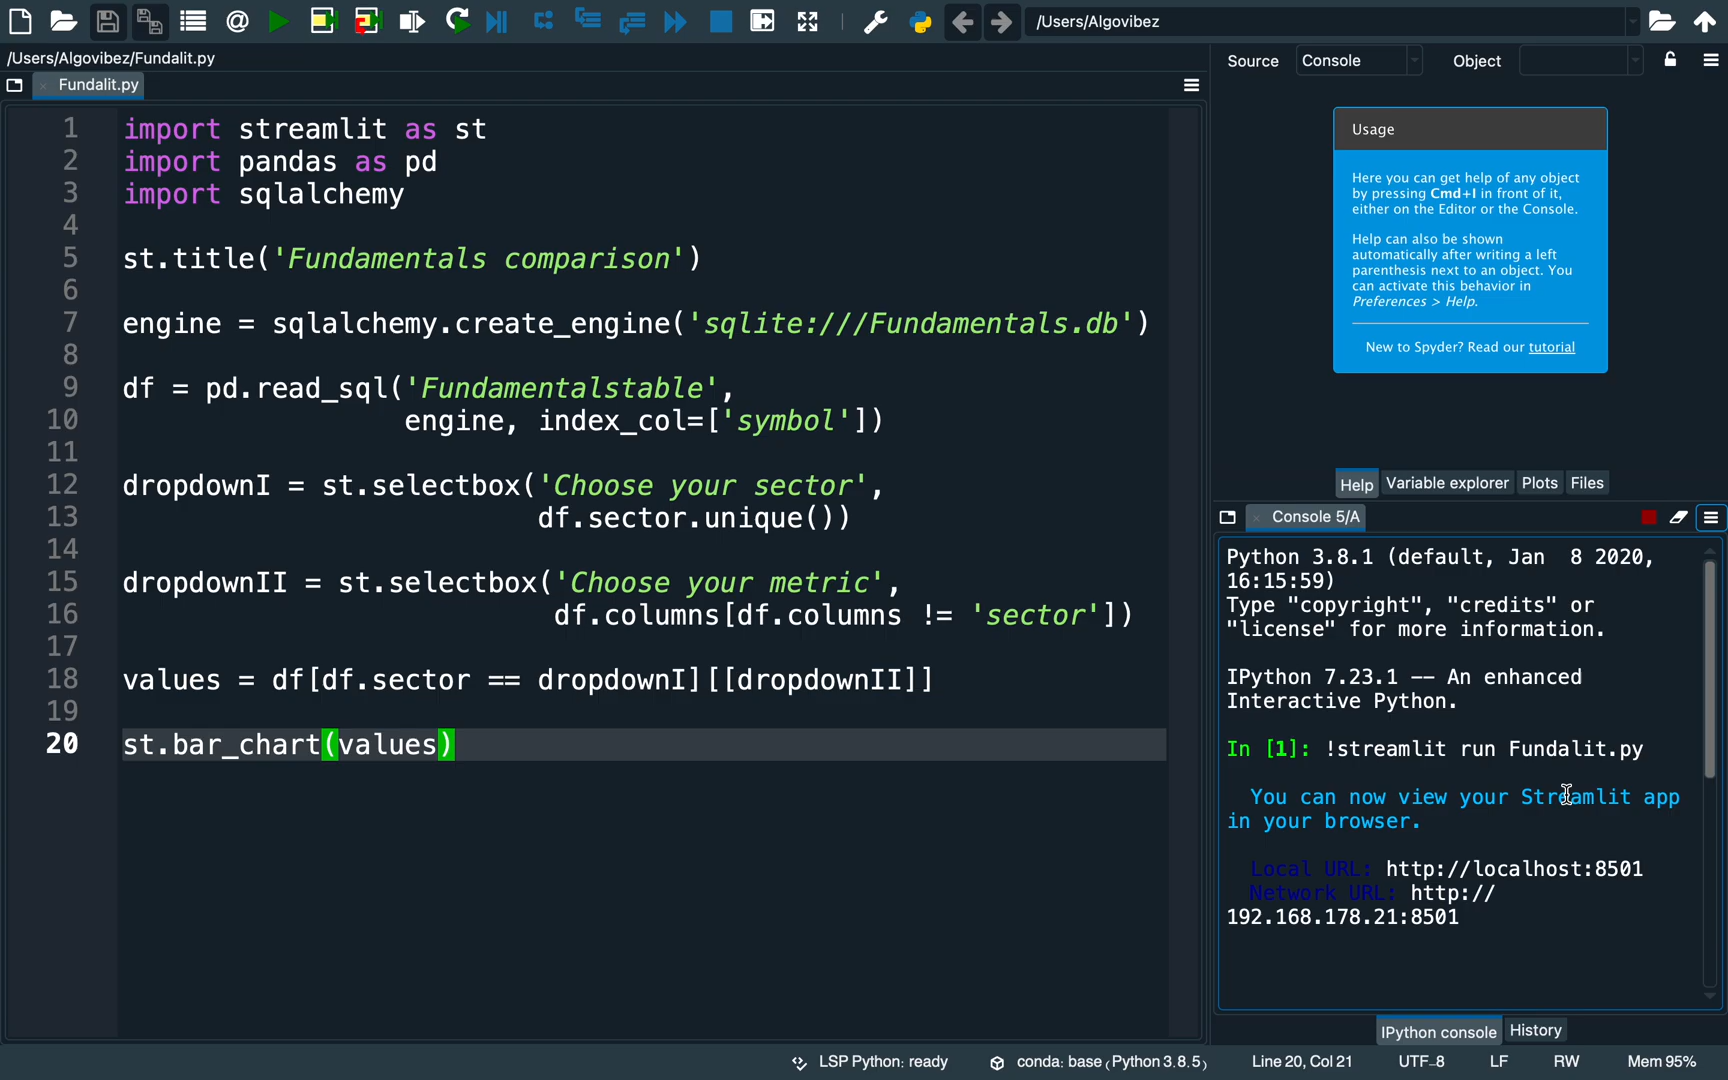 /Users/Algovibez
/Users/Algovibez/Fundalit.py
Fundalit.py
1 import streamlit as st
2 import pandas as pd
3 import sqlalchemy
4
5 st.title('Fundamentals comparison')
6
7 engine = sqlalchemy.create_engine('sqlite:///Fundamentals.db')
8
9 df = pd.read_sql('Fundamentalstable',
10 engine, index_col=['symbol'])
11
12 dropdownI = st.selectbox('Choose your sector',
13 df.sector.unique())
14
15 dropdownII = st.selectbox('Choose your metric',
16 df.columns[df.columns != 'sector'])
17
18 values = df[df.sector == dropdownI][[dropdownII]]
19
20 st.bar_chart(values)
Source Console Object
Usage
Here you can get help of any object
by pressing Cmd+I in front of it,
either on the Editor or the Console.
Help can also be shown
automatically after writing a left
parenthesis next to an object. You
can activate this behavior in
Preferences > Help.
New to Spyder? Read our tutorial
Help Variable explorer Plots Files
Console 5/A
Python 3.8.1 (default, Jan  8 2020,
16:15:59)
Type "copyright", "credits" or
"license" for more information.
IPython 7.23.1 -- An enhanced
Interactive Python.
In [1]: !streamlit run Fundalit.py
You can now view your Streamlit app
in your browser.
Local URL: http://localhost:8501
Network URL: http://
192.168.178.21:8501
IPython console History
LSP Python: ready conda: base (Python 3.8.5) Line 20, Col 21 UTF-8 LF RW Mem 95%